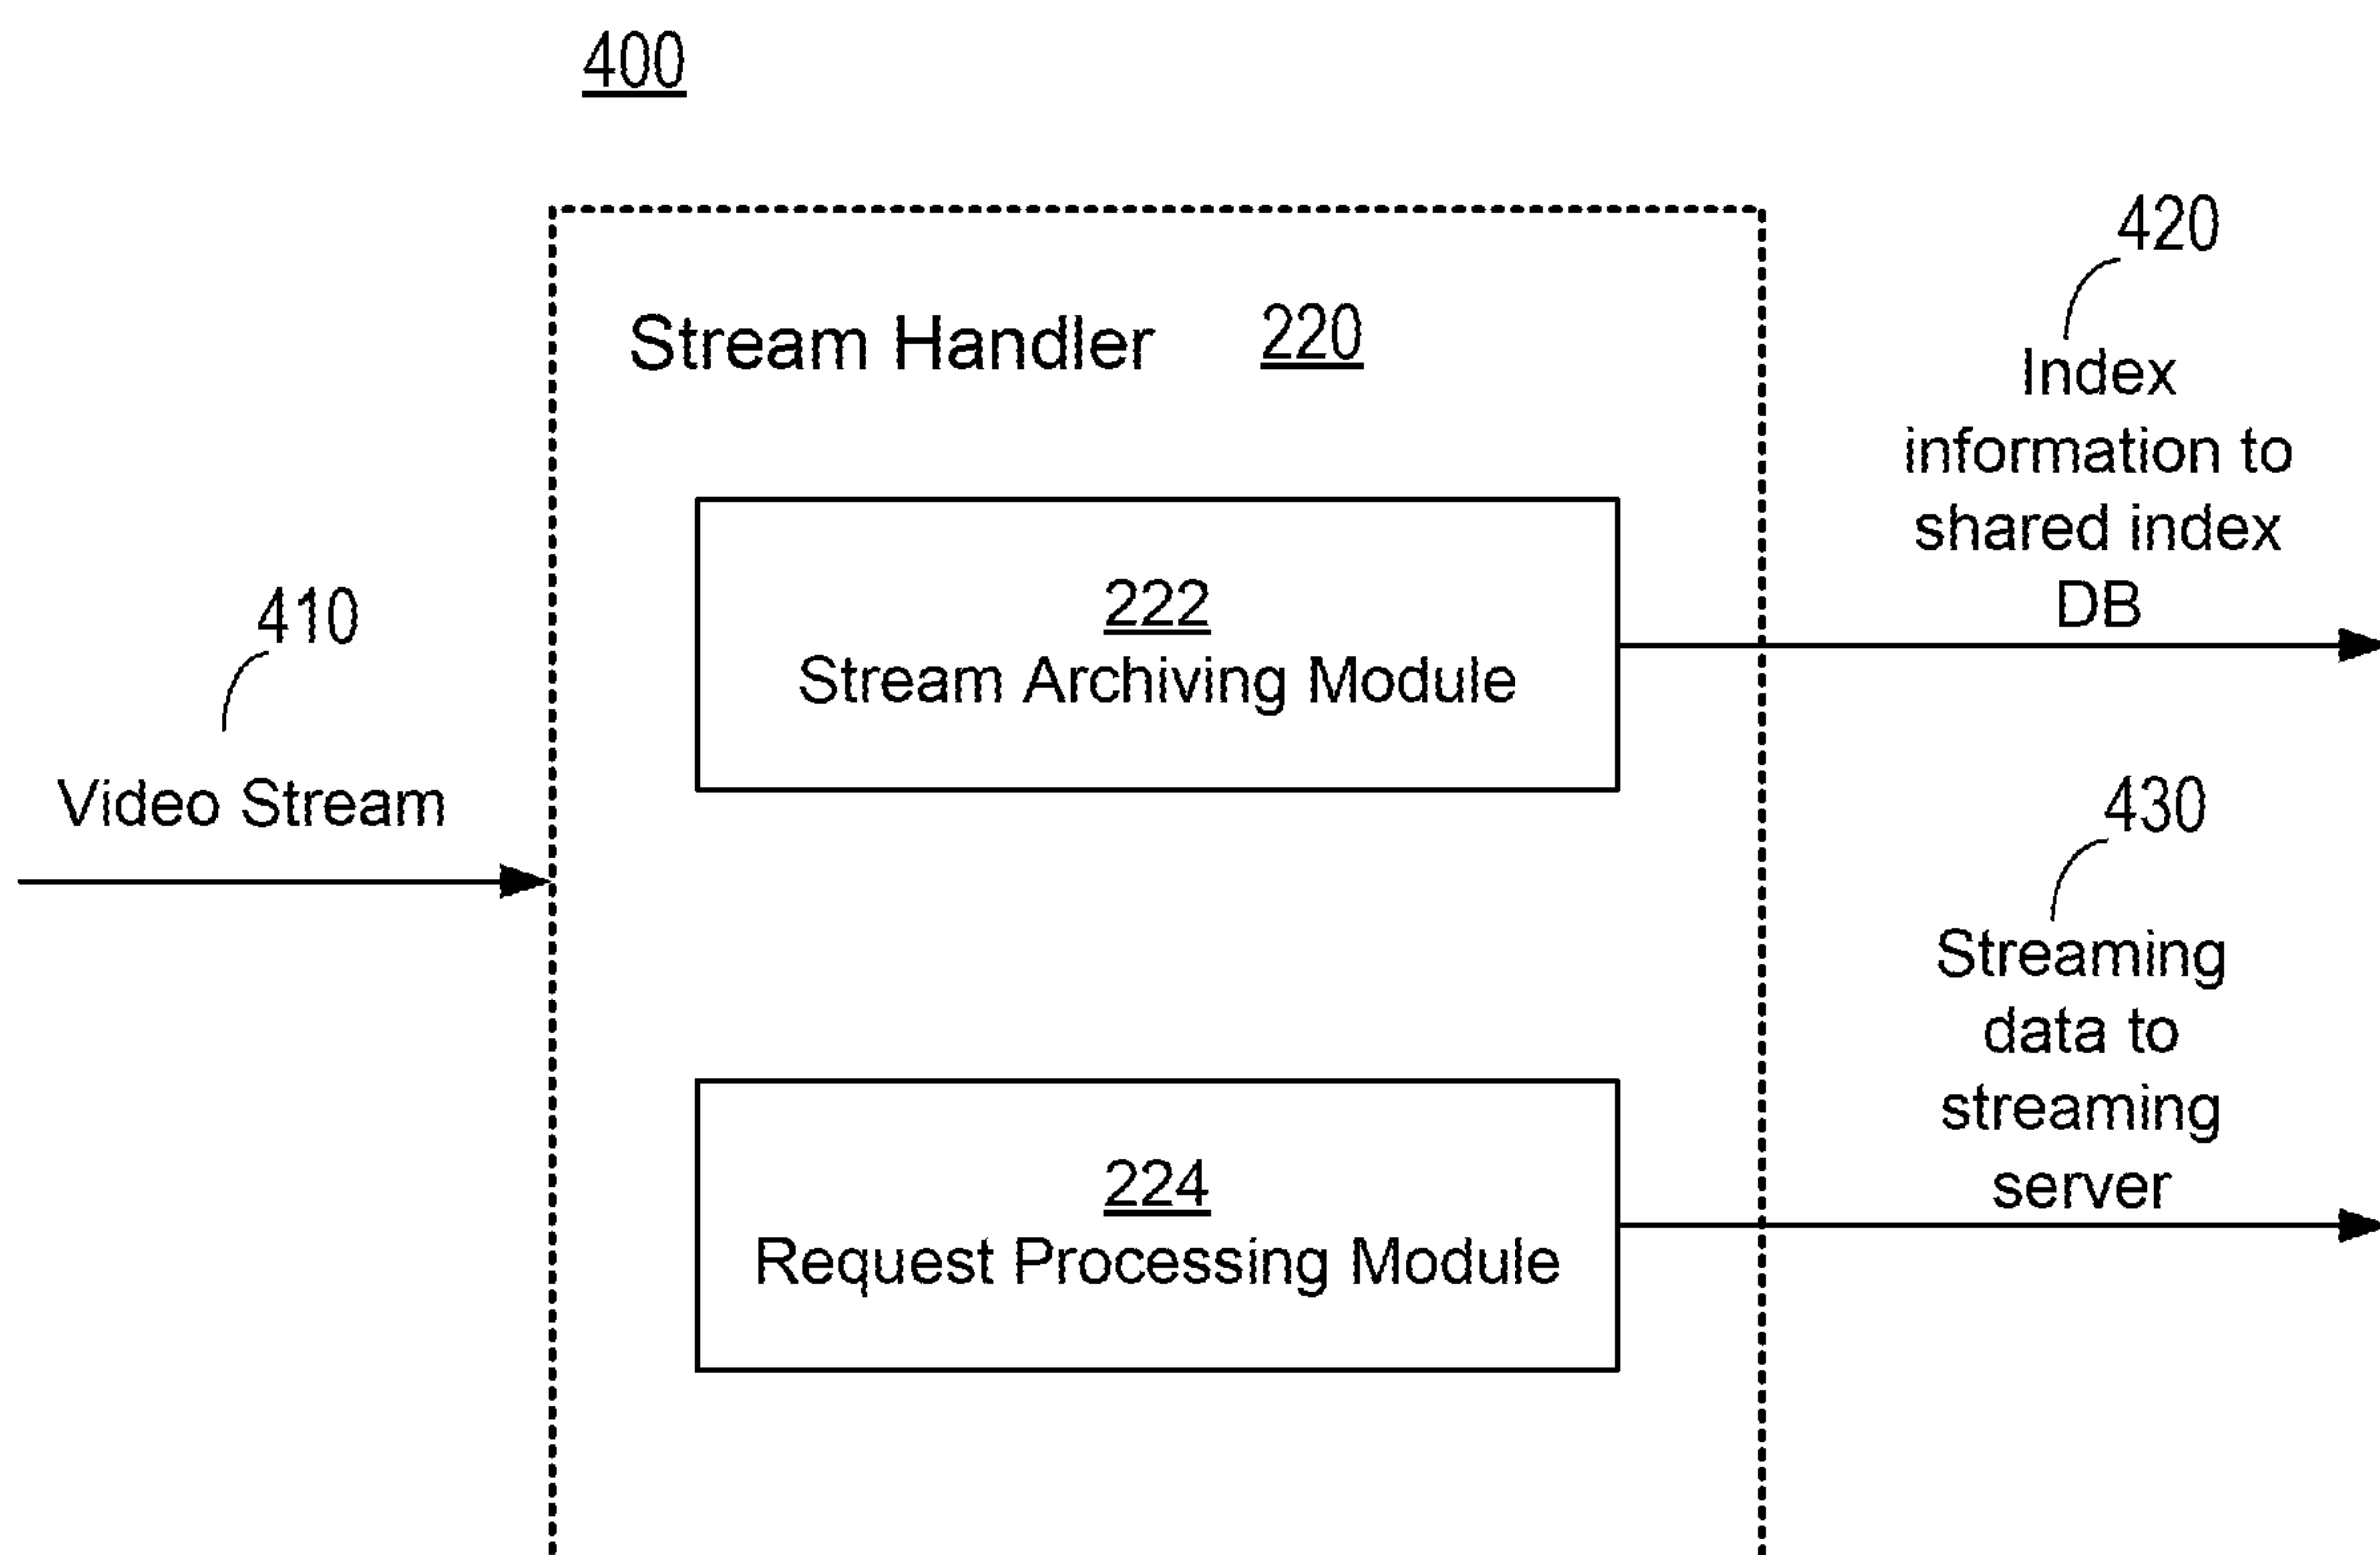 400
Stream Handler 220
420
Index
information to
shared index
DB
222
Stream Archiving Module
410
Video Stream
430
Streaming
data to
streaming
server
224
Request Processing Module